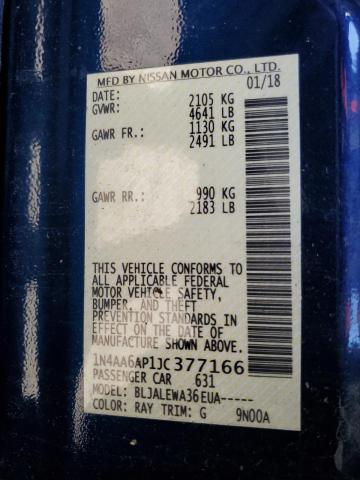 MFD BY NISSAN MOTOR CO., LTD.
DATE: 01/18
GVWR: 2105 KG
4641 LB
GAWR FR.: 1130 KG
2491 LB
GAWR RR.: 990 KG
2183 LB
THIS VEHICLE CONFORMS TO
ALL APPLICABLE FEDERAL
MOTOR VEHICLE SAFETY,
BUMPER, AND THEFT
PREVENTION STANDARDS IN
EFFECT ON THE DATE OF
MANUFACTURE SHOWN ABOVE.
1N4AA6AP1JC377166
PASSENGER CAR 631
MODEL: BLJALEWA36EUA-----
COLOR: RAY TRIM: G 9N00A